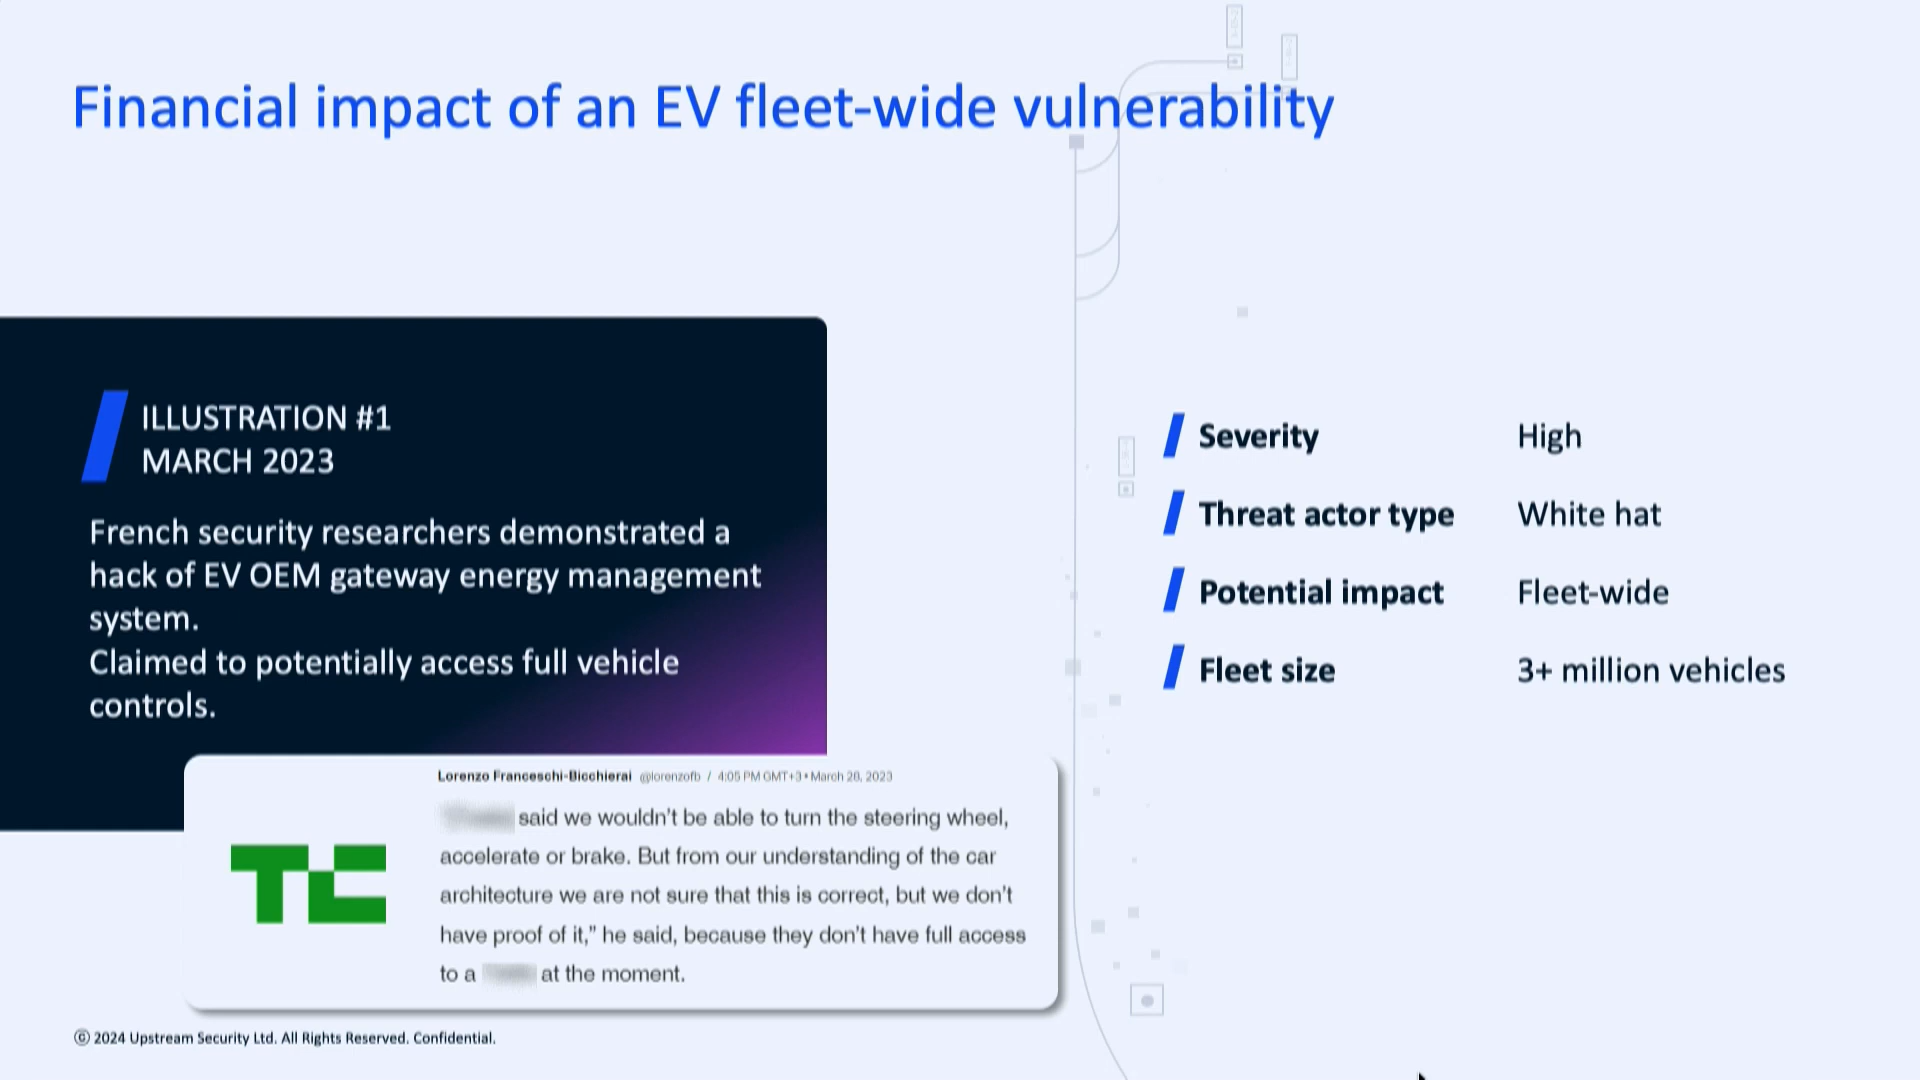 Financial impact of an EV fleet-wide vulnerability
ILLUSTRATION #1
MARCH 2023
French security researchers demonstrated a
hack of EV OEM gateway energy management
system.
Claimed to potentially access full vehicle
controls.
Severity High
Threat actor type White hat
Potential impact Fleet-wide
Fleet size 3+ million vehicles
TC
Lorenzo Franceschi-Bicchierai @lorenzofb / 4:05 PM GMT+3 • March 28, 2023
said we wouldn't be able to turn the steering wheel,
accelerate or brake. But from our understanding of the car
architecture we are not sure that this is correct, but we don't
have proof of it,” he said, because they don't have full access
to a at the moment.
© 2024 Upstream Security Ltd. All Rights Reserved. Confidential.